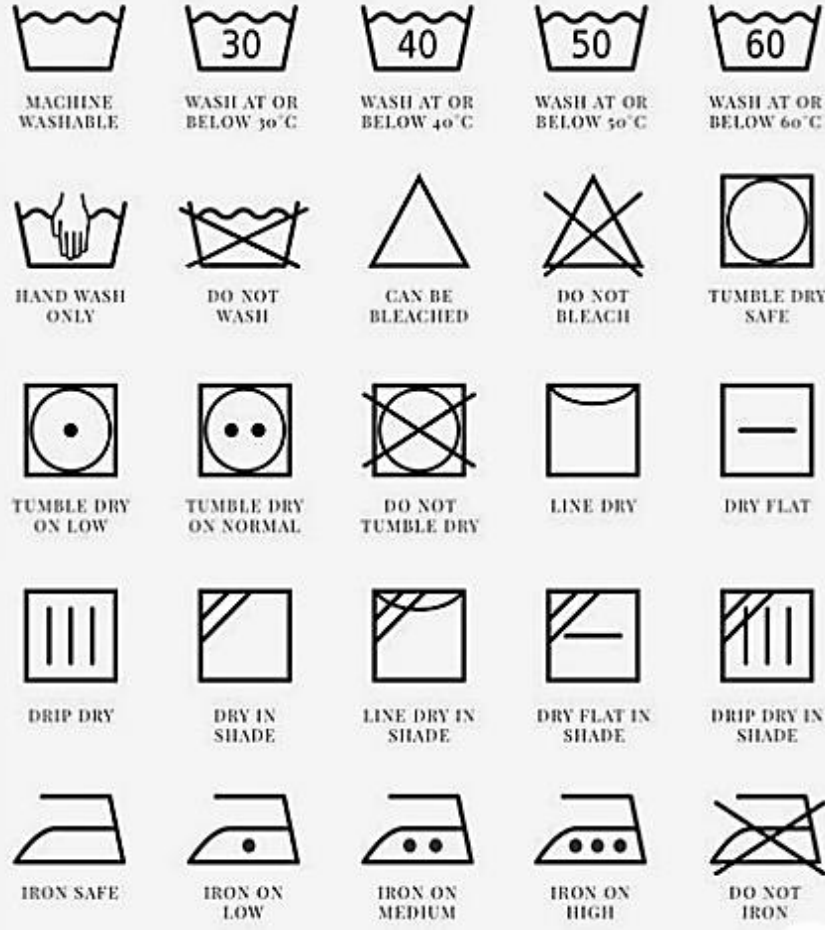 30 40 50 60
MACHINE WASH AT OR WASH AT OR WASH AT OR WASH AT OR
WASHABLE BELOW 30°C BELOW 40°C BELOW 50°C BELOW 60°C
HAND WASH DO NOT CAN BE DO NOT TUMBLE DRY
ONLY WASH BLEACHED BLEACH SAFE
TUMBLE DRY TUMBLE DRY DO NOT LINE DRY DRY FLAT
ON LOW ON NORMAL TUMBLE DRY
DRIP DRY DRY IN LINE DRY IN DRY FLAT IN DRIP DRY IN
SHADE SHADE SHADE SHADE
IRON SAFE IRON ON IRON ON IRON ON DO NOT
LOW MEDIUM HIGH IRON